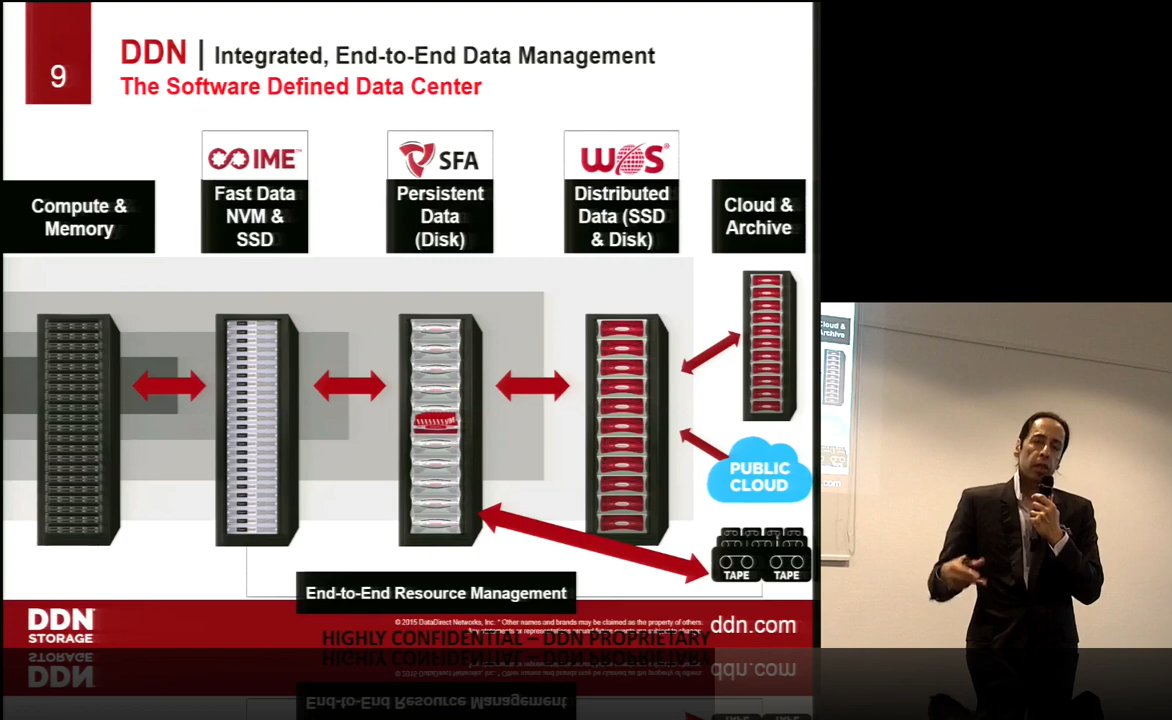 9
DDN | Integrated, End-to-End Data Management
The Software Defined Data Center
IME™
SFA
WOS®
Compute &
Memory
Fast Data
NVM &
SSD
Persistent
Data
(Disk)
Distributed
Data (SSD
& Disk)
Cloud &
Archive
PUBLIC
CLOUD
TAPE
TAPE
End-to-End Resource Management
DDN
STORAGE
© 2015 DataDirect Networks, Inc. * Other names and brands may be claimed as the property of others.
HIGHLY CONFIDENTIAL – DDN PROPRIETARY
ddn.com
Cloud &
Archive